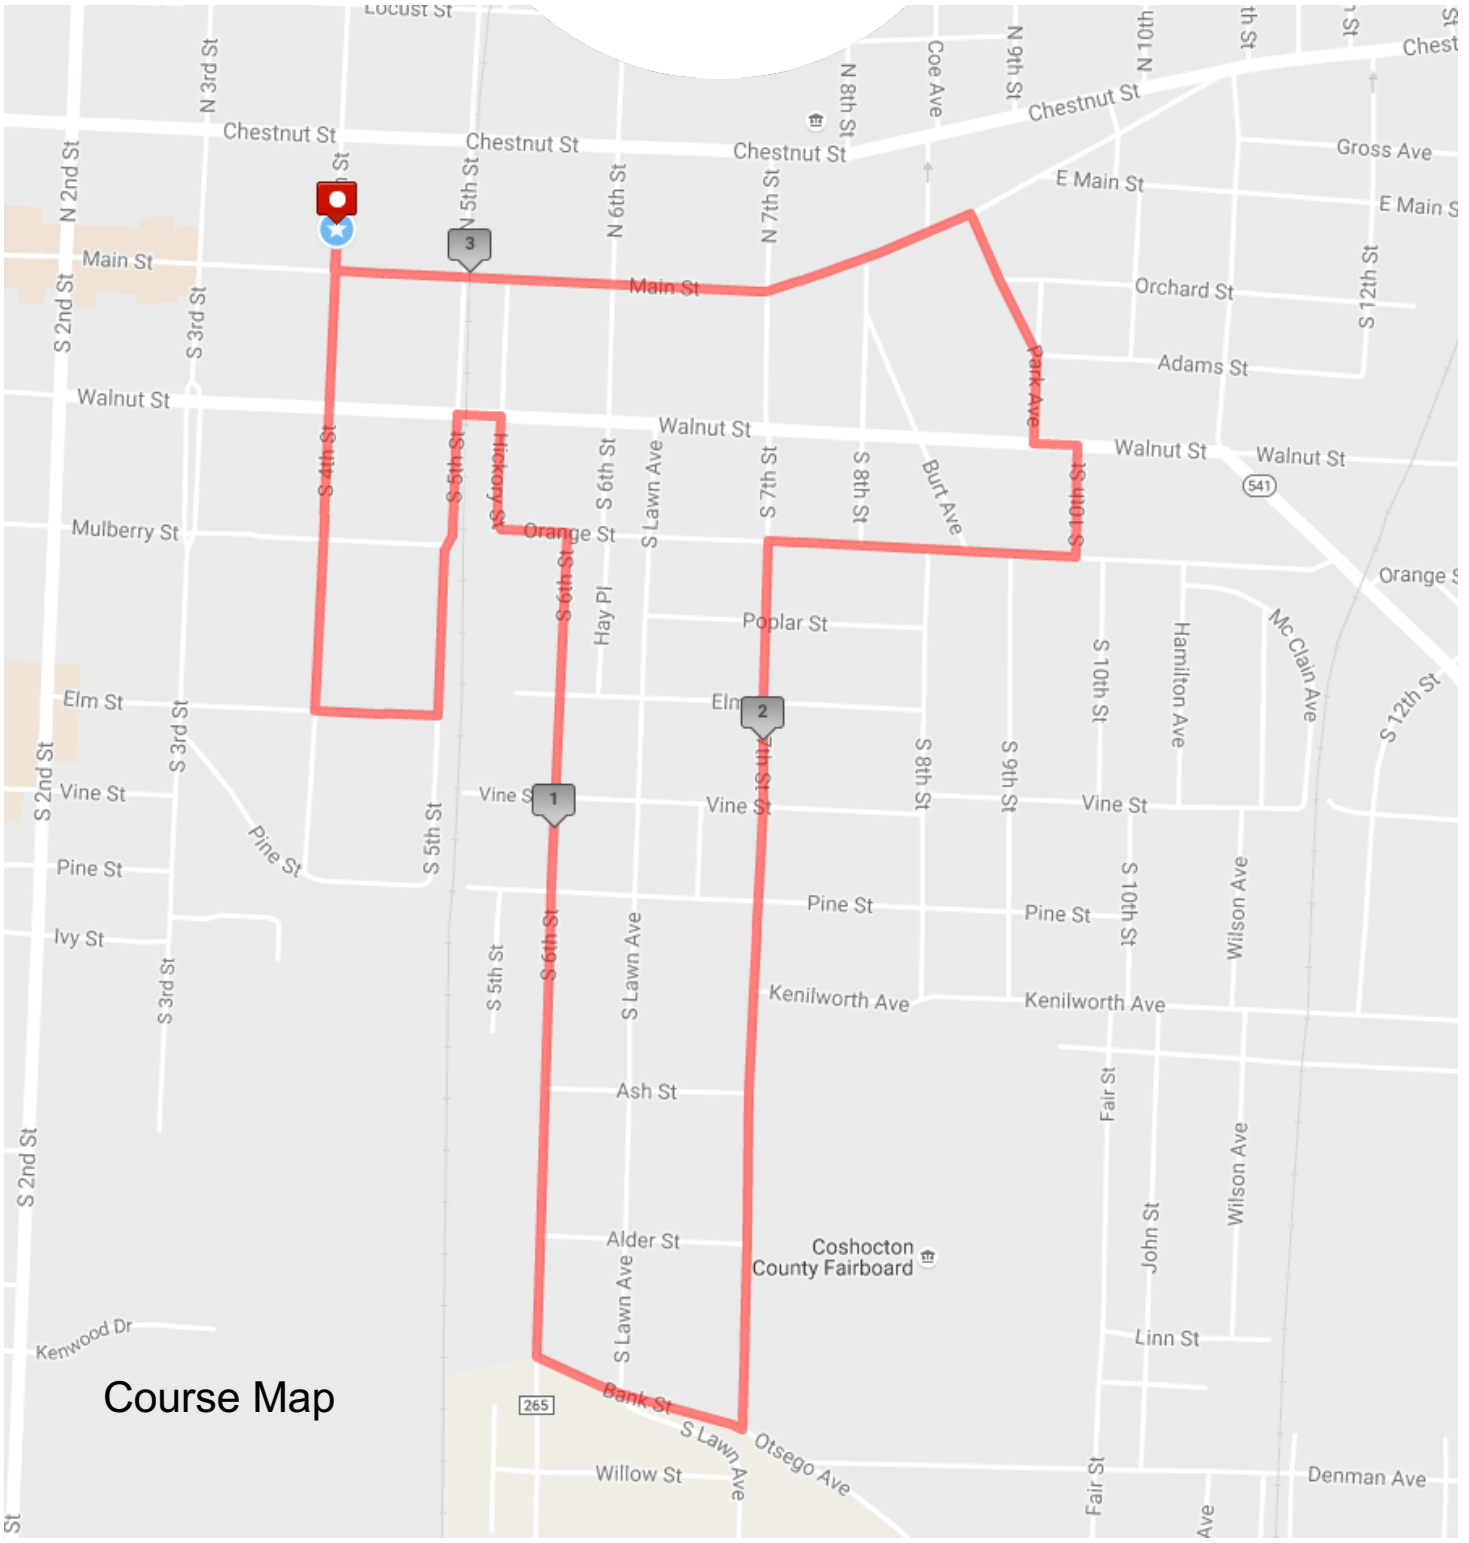 Locust St
N 3rd St
N 2nd St
Chestnut St
Chestnut St
Chestnut St
Chestnut St
Chest
N 5th St
N 6th St
N 7th St
N 8th St
Coe Ave
N 9th St
N 10th
th St
St
St
Gross Ave
E Main St
E Main S
Main St
Main St
3
S 2nd St
S 3rd St
Orchard St
S 12th St
Adams St
Park Ave
Walnut St
Walnut St
Walnut St
Walnut St
541
S 4th St
S 5th St
Hickory St
S 6th St
S Lawn Ave
S 7th St
S 8th St
Burt Ave
S 10th St
Mulberry St
Orange St
Orange S
S 6th St
Hay Pl
Poplar St
S 10th St
Hamilton Ave
Mc Clain Ave
S 12th St
Elm St
Elm
2
S 3rd St
S 2nd St
7th St
S 8th St
S 9th St
Vine St
Vine S
1
Vine St
Vine St
S 5th St
Pine St
Pine St
Pine St
Pine St
S 10th St
Wilson Ave
Ivy St
S 3rd St
S 5th St
S 6th St
S Lawn Ave
Kenilworth Ave
Kenilworth Ave
Ash St
Fair St
S 2nd St
Wilson Ave
John St
Alder St
Coshocton
County Fairboard
S Lawn Ave
Linn St
Kenwood Dr
Course Map
265
Bank St
S Lawn Ave
Otsego Ave
Willow St
Fair St
Denman Ave
Ave
St